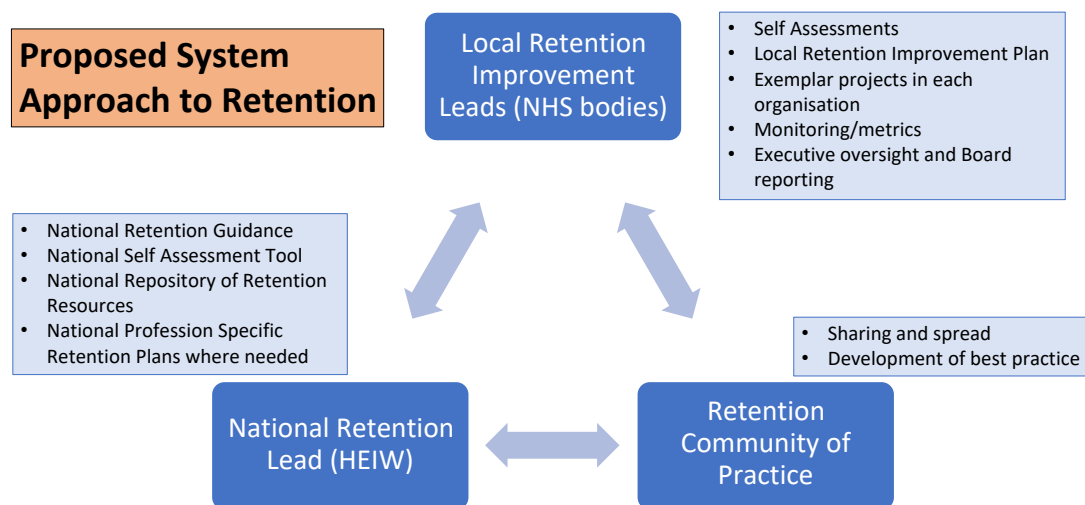 Proposed System
Approach to Retention
Local Retention
Improvement
Leads (NHS bodies)
• Self Assessments
• Local Retention Improvement Plan
• Exemplar projects in each
organisation
• Monitoring/metrics
• Executive oversight and Board
reporting
• National Retention Guidance
• National Self Assessment Tool
• National Repository of Retention
Resources
• National Profession Specific
Retention Plans where needed
• Sharing and spread
• Development of best practice
National Retention
Lead (HEIW)
Retention
Community of
Practice